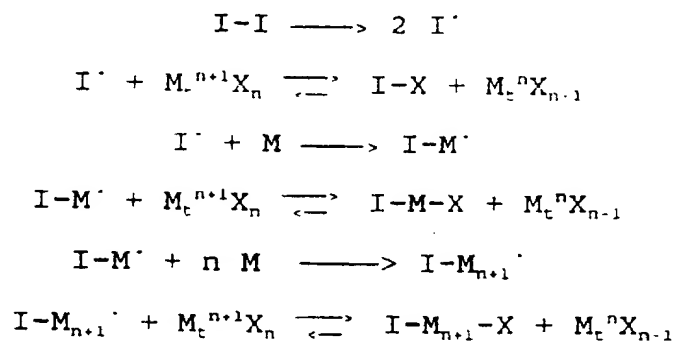 I-I ⟶ 2 I˙
I˙ + Mₜⁿ⁺¹Xₙ ⇌ I-X + MₜⁿXₙ₋₁
I˙ + M ⟶ I-M˙
I-M˙ + Mₜⁿ⁺¹Xₙ ⇌ I-M-X + MₜⁿXₙ₋₁
I-M˙ + n M ⟶ I-Mₙ₊₁˙
I-Mₙ₊₁˙ + Mₜⁿ⁺¹Xₙ ⇌ I-Mₙ₊₁-X + MₜⁿXₙ₋₁